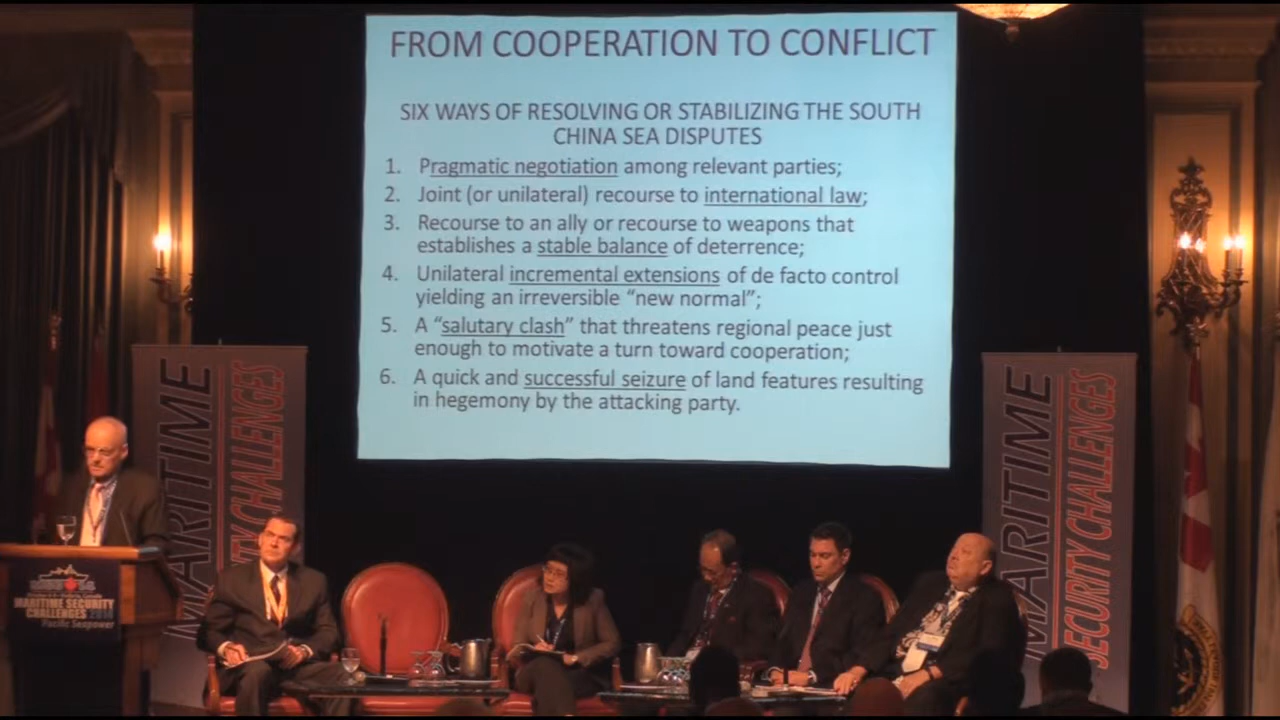 FROM COOPERATION TO CONFLICT
SIX WAYS OF RESOLVING OR STABILIZING THE SOUTH
CHINA SEA DISPUTES
1. Pragmatic negotiation among relevant parties;
2. Joint (or unilateral) recourse to international law;
3. Recourse to an ally or recourse to weapons that
establishes a stable balance of deterrence;
4. Unilateral incremental extensions of de facto control
yielding an irreversible “new normal”;
5. A “salutary clash” that threatens regional peace just
enough to motivate a turn toward cooperation;
6. A quick and successful seizure of land features resulting
in hegemony by the attacking party.
MARITIME
SECURITY CHALLENGES
MARITIME
SECURITY CHALLENGES
MARITIME SECURITY
CHALLENGES
Pacific Seapower